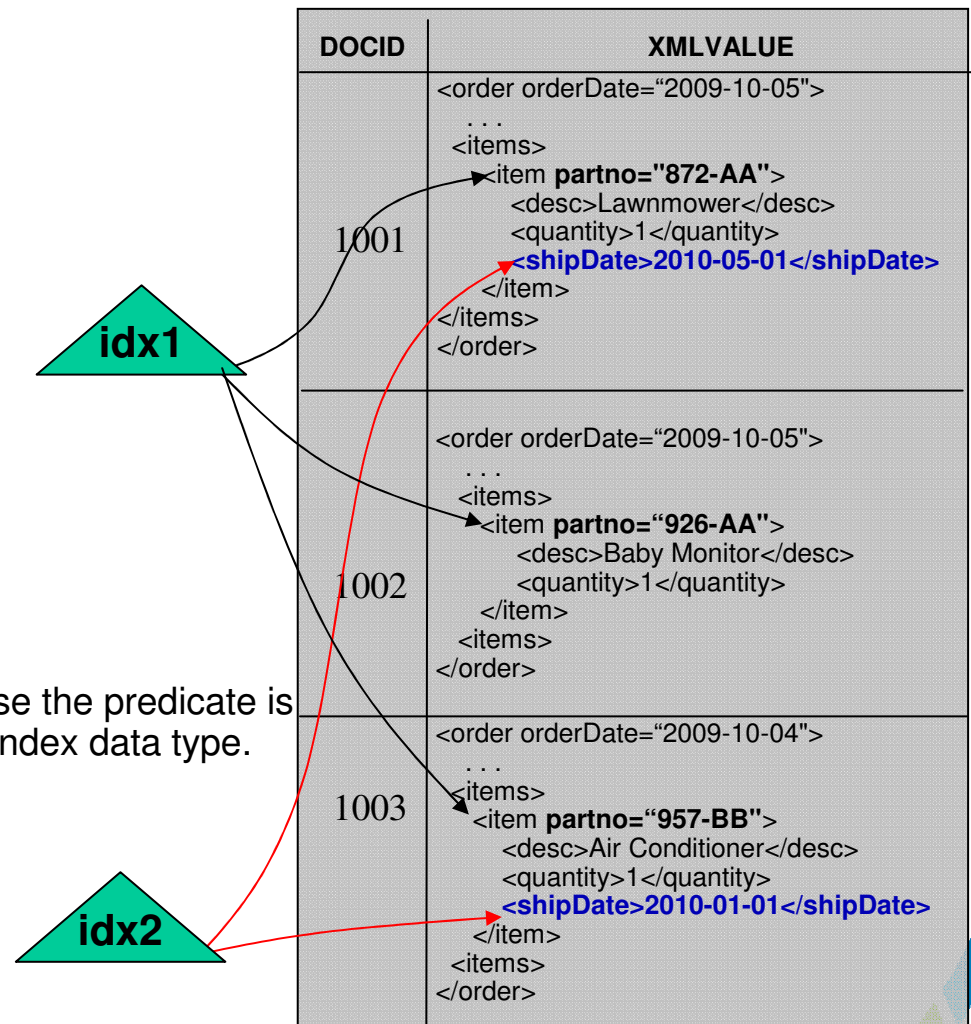 DOCID XMLVALUE
<order orderDate=“2009-10-05">
. . .
<items>
<item partno="872-AA">
<desc>Lawnmower</desc>
<quantity>1</quantity>
1001
<shipDate>2010-05-01</shipDate>
</item>
</items>
</order>
idx1
<order orderDate=“2009-10-05">
. . .
<items>
<item partno=“926-AA">
<desc>Baby Monitor</desc>
<quantity>1</quantity>
1002
</item>
<items>
</order>
se the predicate is
ndex data type.
<order orderDate=“2009-10-04">
. . .
<items>
1003
<item partno=“957-BB">
<desc>Air Conditioner</desc>
<quantity>1</quantity>
<shipDate>2010-01-01</shipDate>
idx2
</item>
<items>
</order>